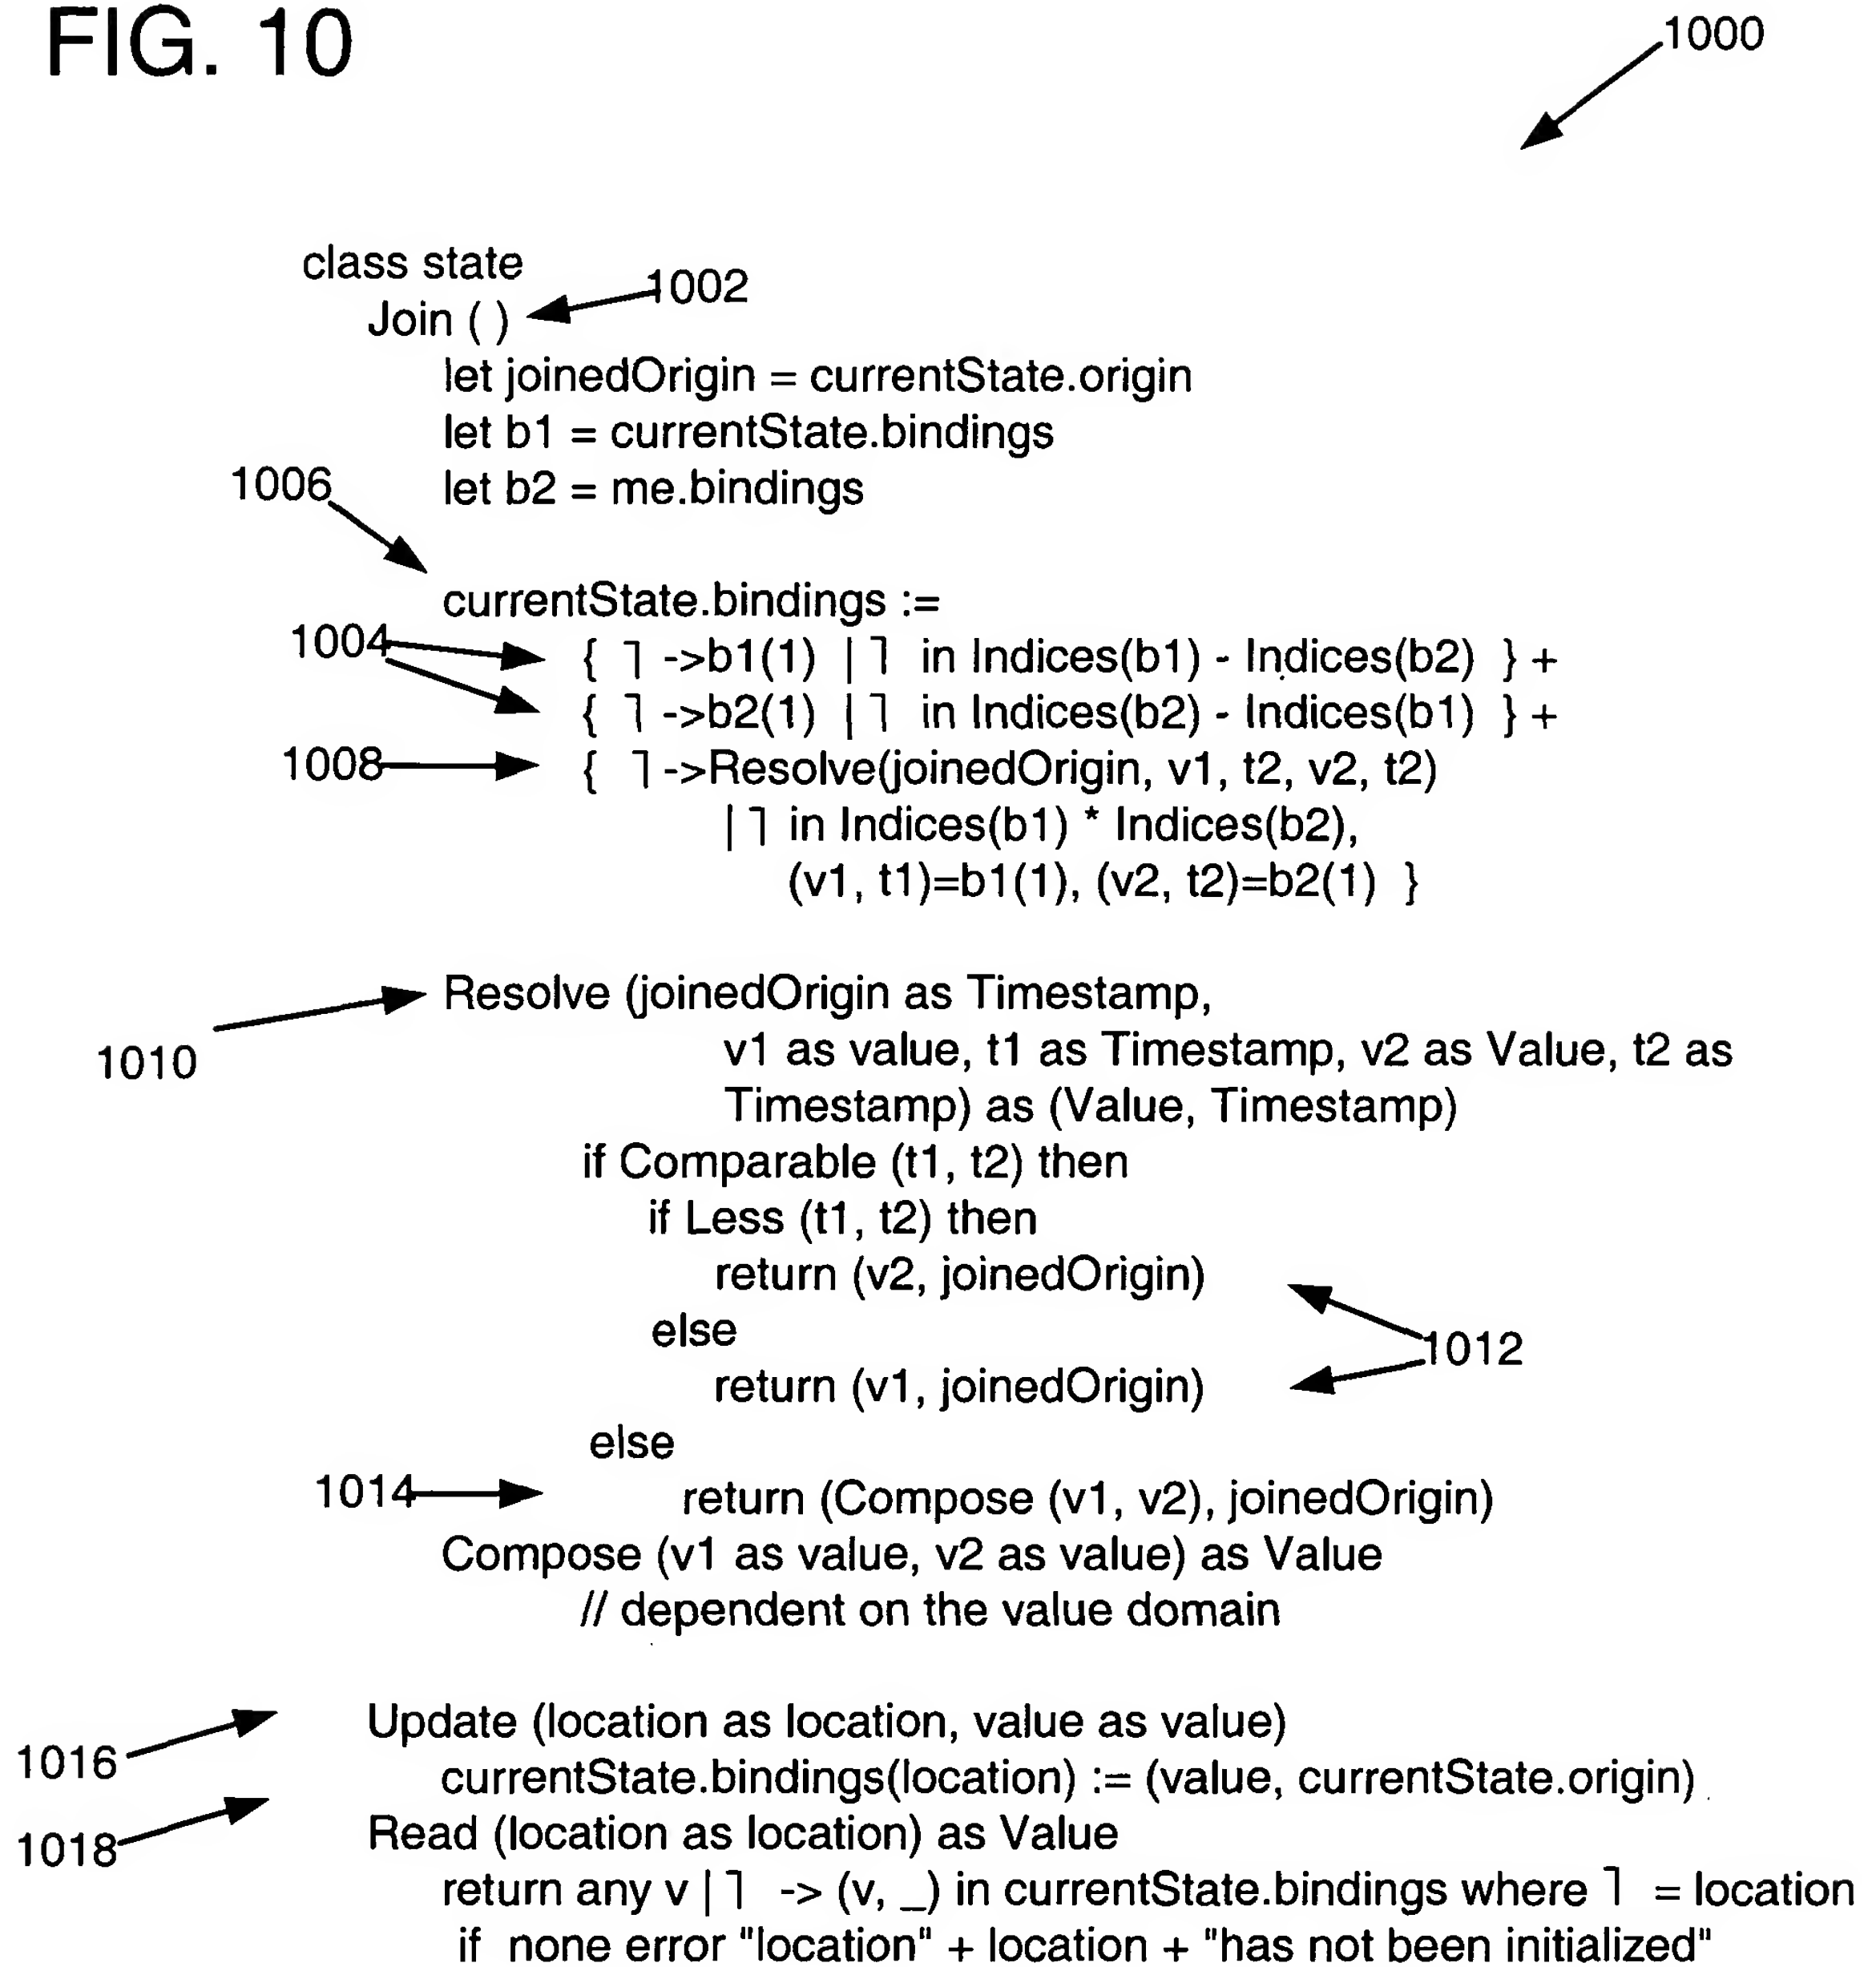 FIG. 10
1000
class state
Join ( )
1002
let joinedOrigin = currentState.origin
let b1 = currentState.bindings
1006
let b2 = me.bindings
currentState.bindings :=
1004
{ ˥ ->b1(1) | ˥ in Indices(b1) - Indices(b2) } +
{ ˥ ->b2(1) | ˥ in Indices(b2) - Indices(b1) } +
1008
{ ˥ ->Resolve(joinedOrigin, v1, t2, v2, t2)
| ˥ in Indices(b1) * Indices(b2),
(v1, t1)=b1(1), (v2, t2)=b2(1) }
Resolve (joinedOrigin as Timestamp,
1010
v1 as value, t1 as Timestamp, v2 as Value, t2 as
Timestamp) as (Value, Timestamp)
if Comparable (t1, t2) then
if Less (t1, t2) then
return (v2, joinedOrigin)
else
1012
return (v1, joinedOrigin)
else
1014
return (Compose (v1, v2), joinedOrigin)
Compose (v1 as value, v2 as value) as Value
// dependent on the value domain
Update (location as location, value as value)
1016
currentState.bindings(location) := (value, currentState.origin)
1018
Read (location as location) as Value
return any v | ˥ -> (v, _) in currentState.bindings where ˥ = location
if none error "location" + location + "has not been initialized"